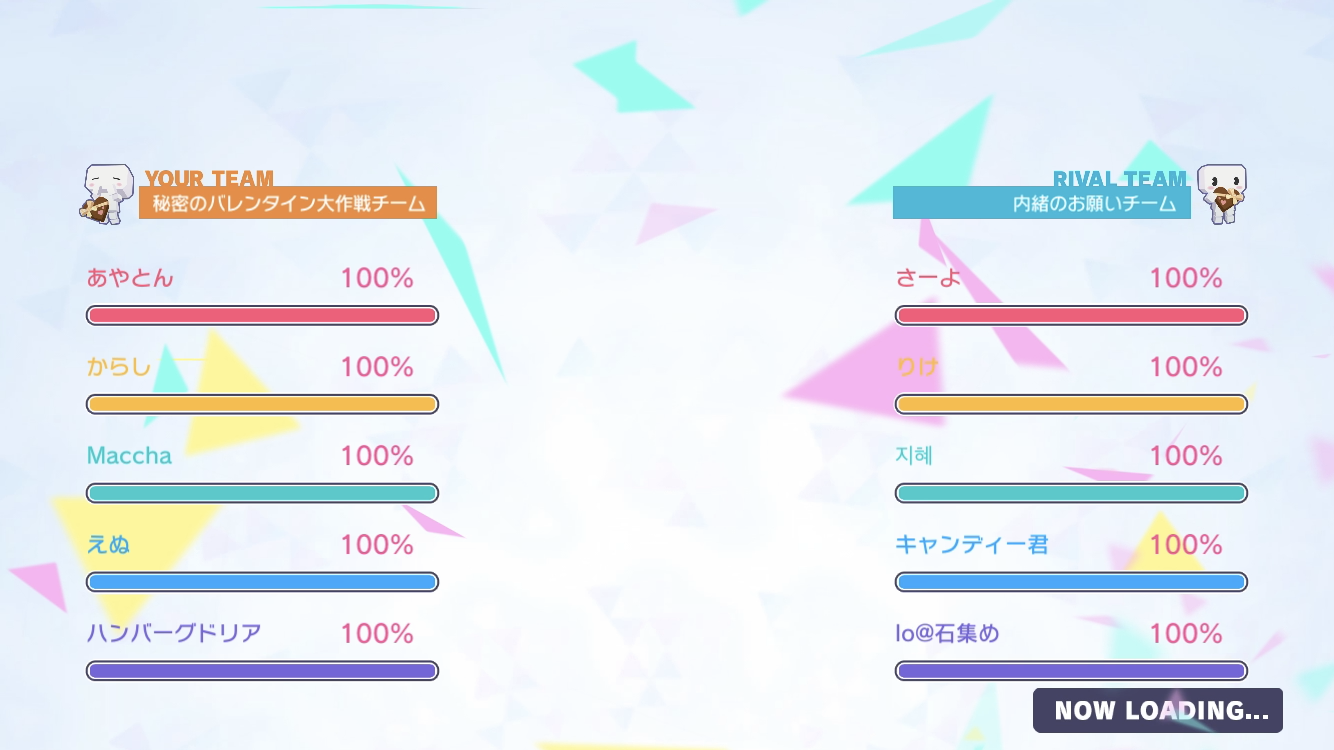 YOUR TEAM
秘密のバレンタイン大作戦チーム
あやとん 100%
からし 100%
Maccha 100%
えぬ 100%
ハンバーグドリア 100%
RIVAL TEAM
内緒のお願いチーム
さーよ 100%
りけ 100%
지혜 100%
キャンディー君 100%
lo@石集め 100%
NOW LOADING...